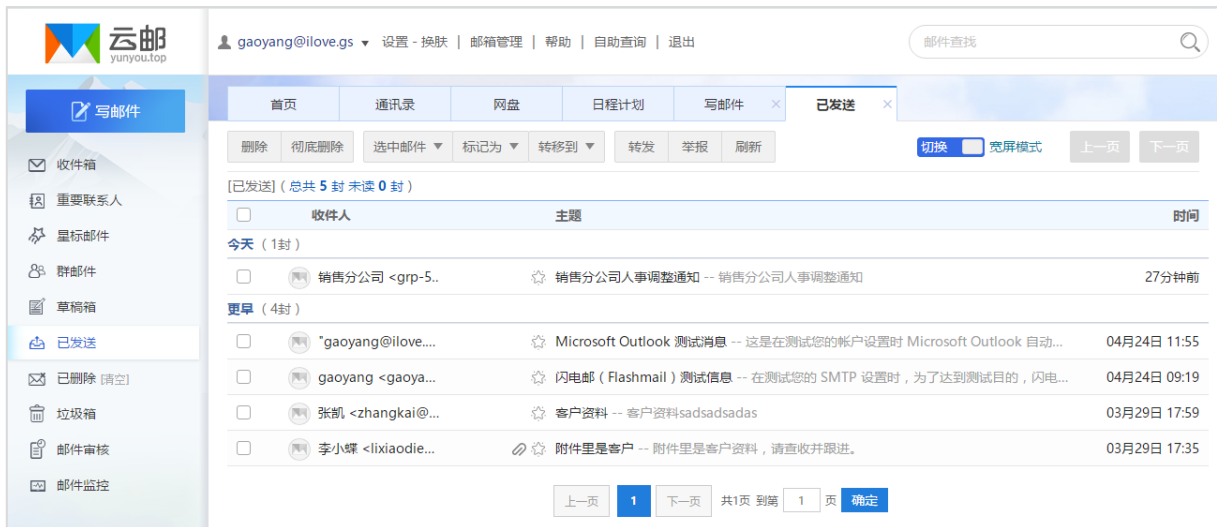 云邮
yunyou.top
gaoyang@ilove.gs ▼ 设置 - 换肤 | 邮箱管理 | 帮助 | 自助查询 | 退出
邮件查找
写邮件
首页 通讯录 网盘 日程计划 写邮件 × 已发送 ×
删除 彻底删除 选中邮件 ▼ 标记为 ▼ 转移到 ▼ 转发 举报 刷新 切换 宽屏模式 上一页 下一页
收件箱
重要联系人
星标邮件
群邮件
草稿箱
已发送
已删除 [清空]
垃圾箱
邮件审核
邮件监控
[已发送] ( 总共 5 封 未读 0 封 )
收件人 主题 时间
今天 ( 1封 )
销售分公司 <grp-5.. 销售分公司人事调整通知 -- 销售分公司人事调整通知 27分钟前
更早 ( 4封 )
"gaoyang@ilove.... Microsoft Outlook 测试消息 -- 这是在测试您的帐户设置时 Microsoft Outlook 自动... 04月24日 11:55
gaoyang <gaoya... 闪电邮 ( Flashmail ) 测试信息 -- 在测试您的 SMTP 设置时，为了达到测试目的，闪电... 04月24日 09:19
张凯 <zhangkai@... 客户资料 -- 客户资料sadsadsadas 03月29日 17:59
李小蝶 <lixiaodie... 附件里是客户 -- 附件里是客户资料，请查收并跟进。 03月29日 17:35
上一页 1 下一页 共1页 到第 1 页 确定